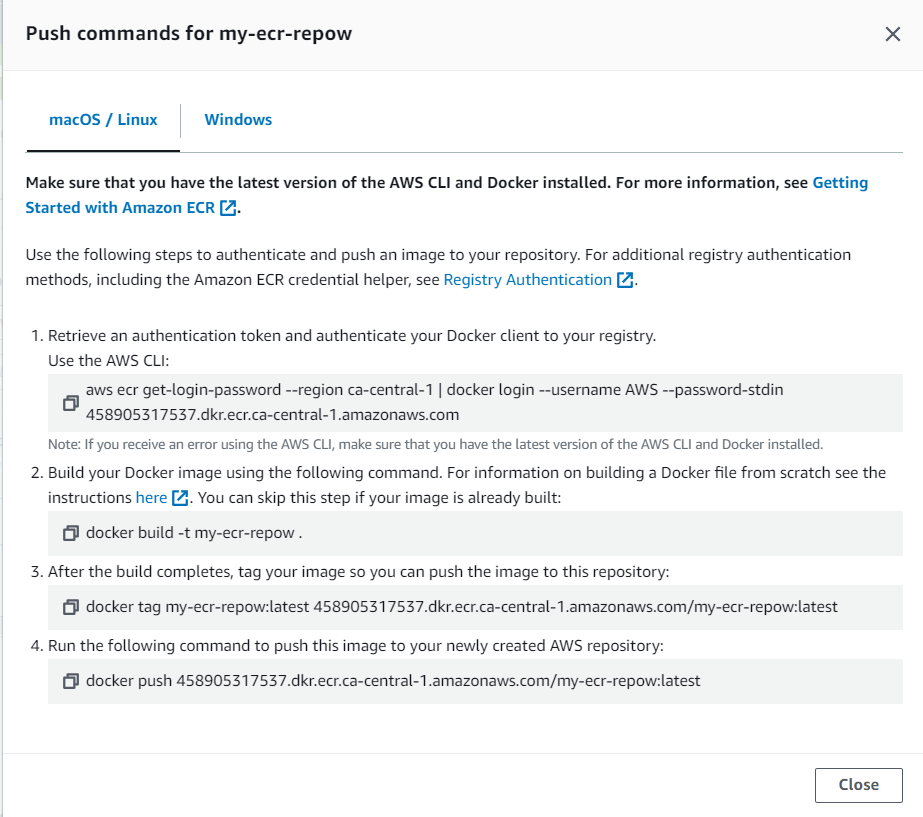 Push commands for my-ecr-repow
macOS / Linux
Windows
Make sure that you have the latest version of the AWS CLI and Docker installed. For more information, see Getting
Started with Amazon ECR.
Use the following steps to authenticate and push an image to your repository. For additional registry authentication
methods, including the Amazon ECR credential helper, see Registry Authentication.
1. Retrieve an authentication token and authenticate your Docker client to your registry.
Use the AWS CLI:
aws ecr get-login-password --region ca-central-1 | docker login --username AWS --password-stdin
458905317537.dkr.ecr.ca-central-1.amazonaws.com
Note: If you receive an error using the AWS CLI, make sure that you have the latest version of the AWS CLI and Docker installed.
2. Build your Docker image using the following command. For information on building a Docker file from scratch see the
instructions here. You can skip this step if your image is already built:
docker build -t my-ecr-repow .
3. After the build completes, tag your image so you can push the image to this repository:
docker tag my-ecr-repow:latest 458905317537.dkr.ecr.ca-central-1.amazonaws.com/my-ecr-repow:latest
4. Run the following command to push this image to your newly created AWS repository:
docker push 458905317537.dkr.ecr.ca-central-1.amazonaws.com/my-ecr-repow:latest
Close